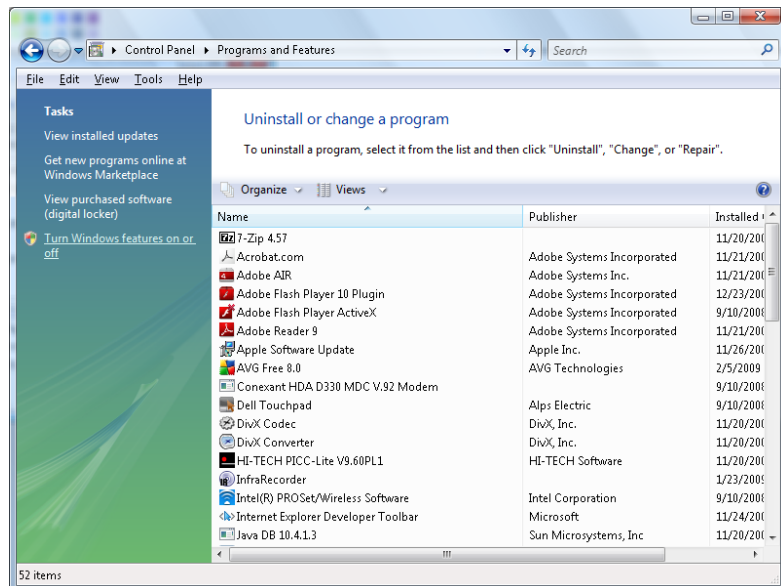 Control Panel Programs and Features Search
File Edit View Tools Help
Tasks
View installed updates
Get new programs online at
Windows Marketplace
View purchased software
(digital locker)
Turn Windows features on or
off
Uninstall or change a program
To uninstall a program, select it from the list and then click "Uninstall", "Change", or "Repair".
Organize Views
Name Publisher Installed
7-Zip 4.57 11/20/200
Acrobat.com Adobe Systems Incorporated 11/21/200
Adobe AIR Adobe Systems Inc. 11/21/200
Adobe Flash Player 10 Plugin Adobe Systems Incorporated 12/23/200
Adobe Flash Player ActiveX Adobe Systems Incorporated 9/10/2008
Adobe Reader 9 Adobe Systems Incorporated 11/21/200
Apple Software Update Apple Inc. 11/26/200
AVG Free 8.0 AVG Technologies 2/5/2009
Conexant HDA D330 MDC V.92 Modem 9/10/2008
Dell Touchpad Alps Electric 9/10/2008
DivX Codec DivX, Inc. 11/20/200
DivX Converter DivX, Inc. 11/20/200
HI-TECH PICC-Lite V9.60PL1 HI-TECH Software 11/20/200
InfraRecorder 1/23/2009
Intel(R) PROSet/Wireless Software Intel Corporation 9/10/2008
Internet Explorer Developer Toolbar Microsoft 11/24/200
Java DB 10.4.1.3 Sun Microsystems, Inc 11/20/200
52 items